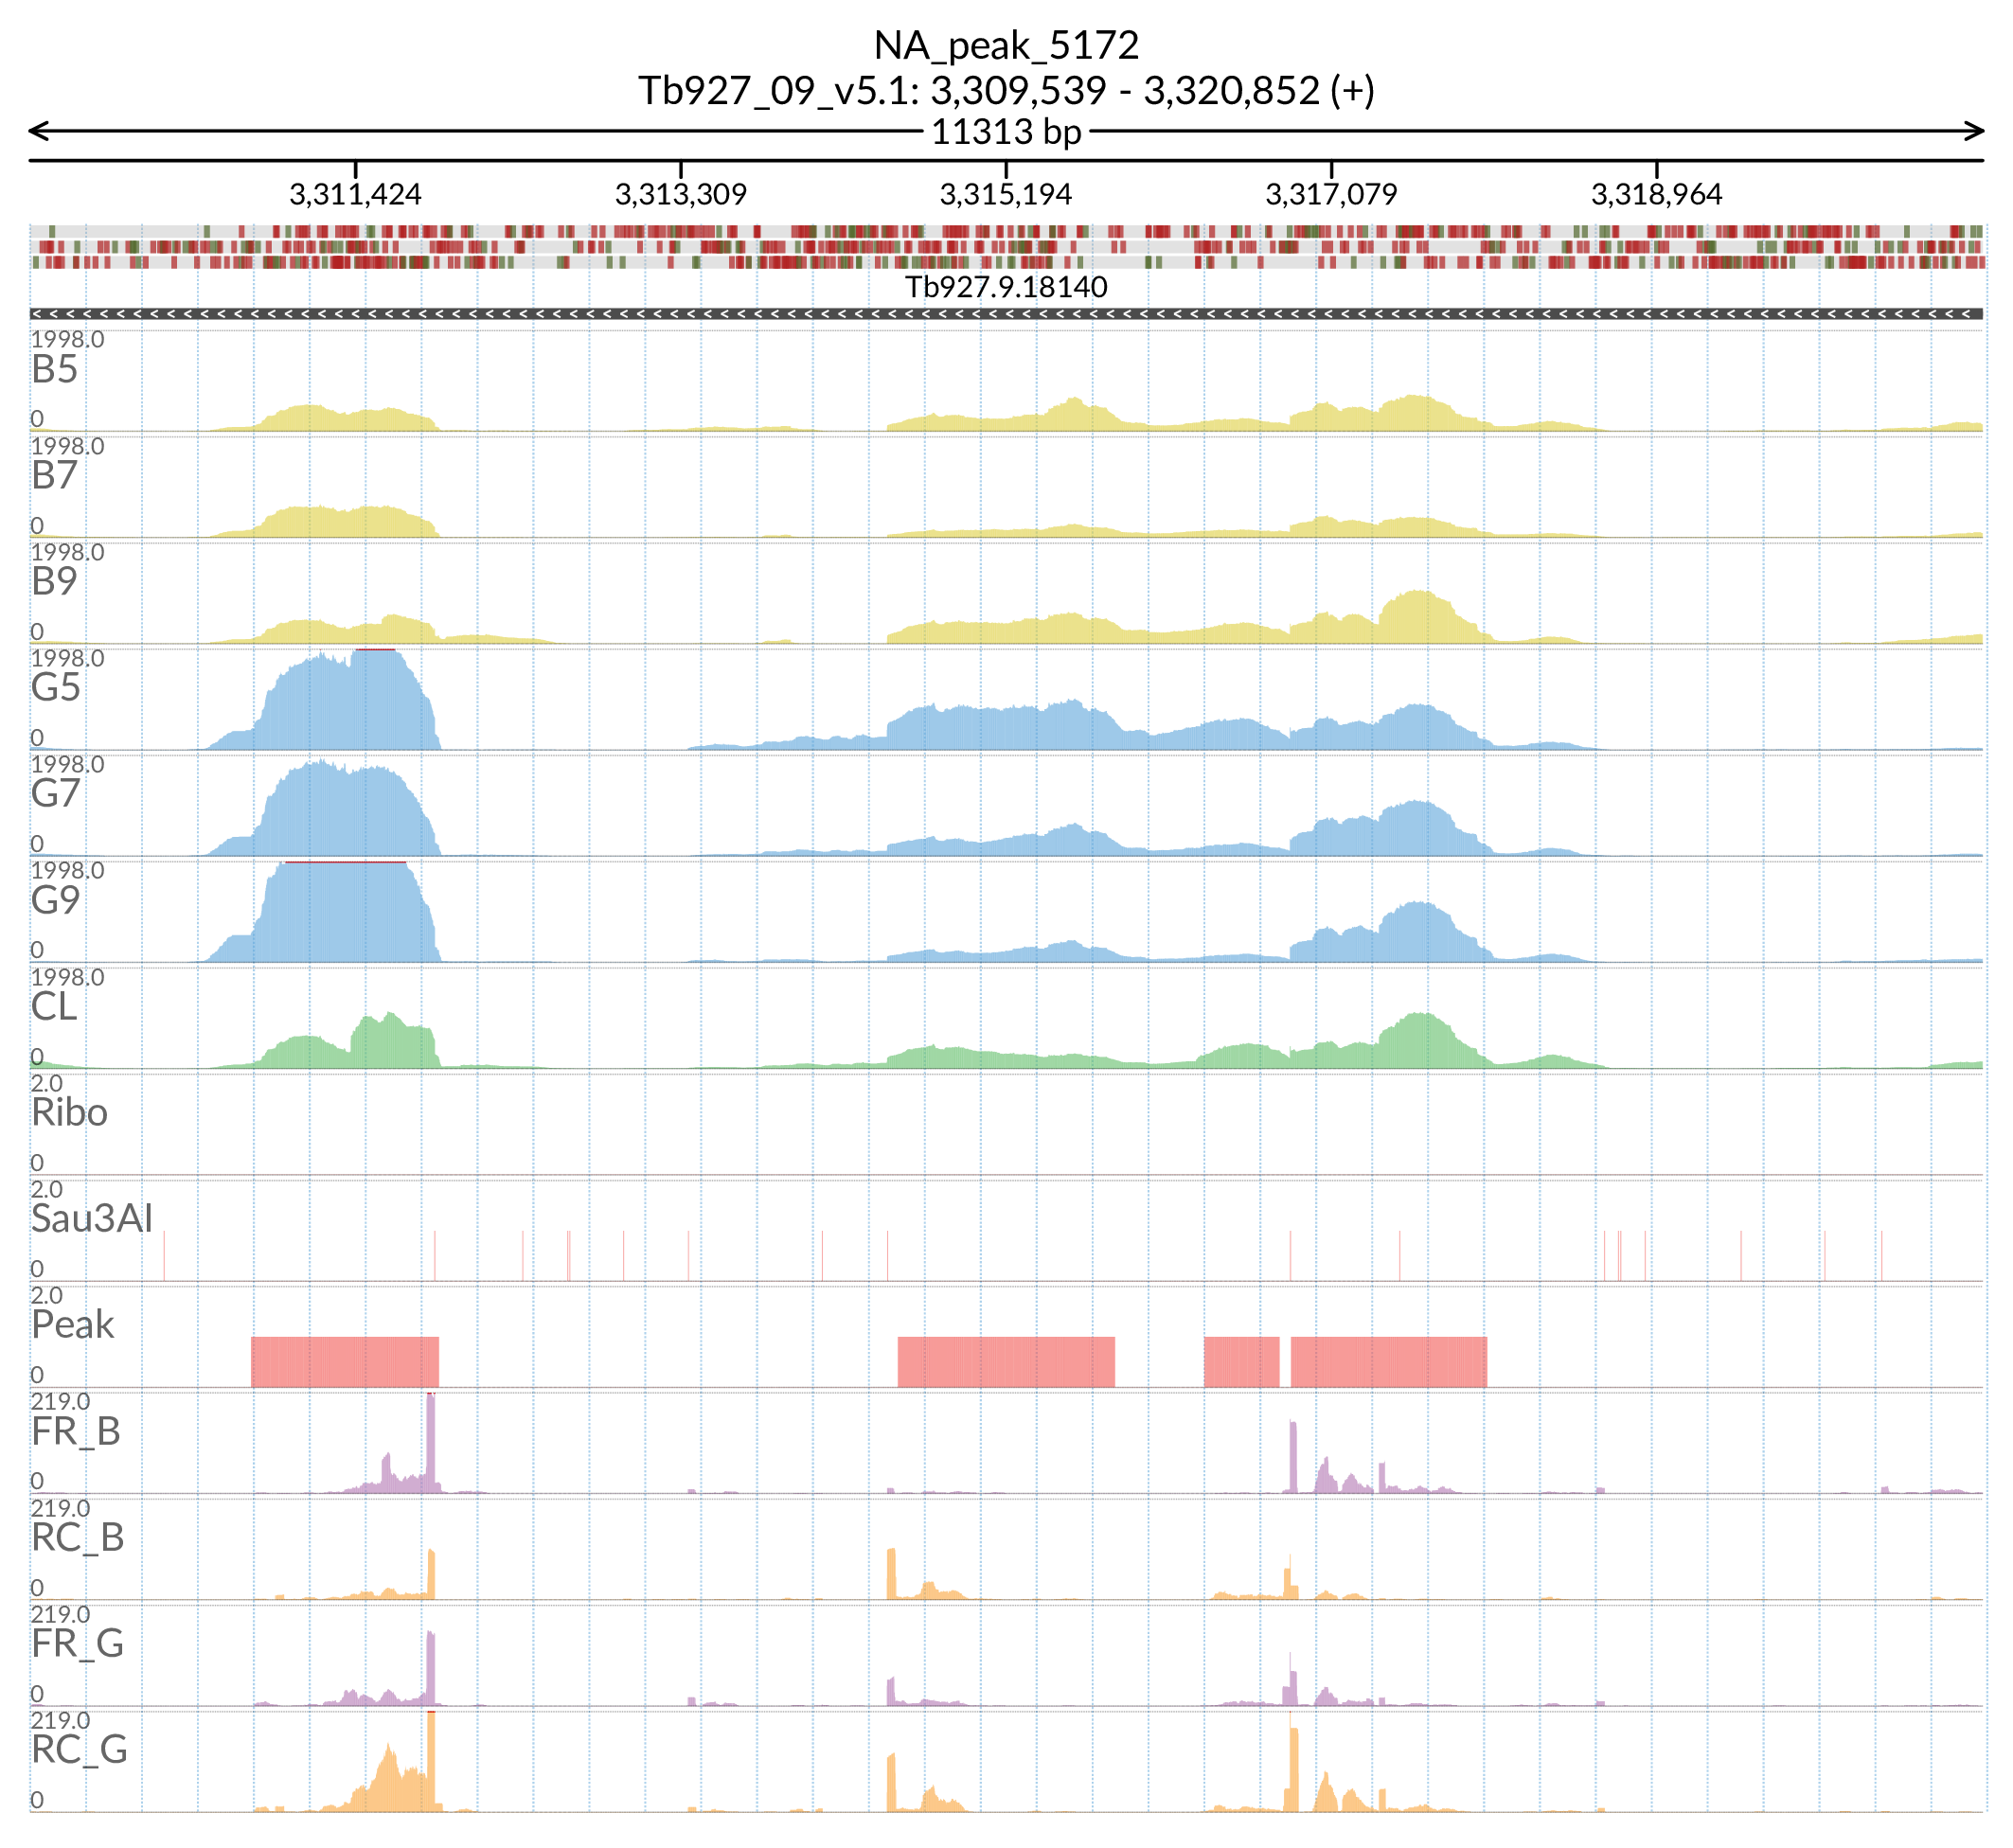 NA_peak_5172
Tb927_09_v5.1: 3,309,539 - 3,320,852 (+)
11313 bp
3,311,424 3,313,309 3,315,194 3,317,079 3,318,964
Tb927.9.18140
1998.0
B5
0
1998.0
B7
0
1998.0
B9
0
1998.0
G5
0
1998.0
G7
0
1998.0
G9
0
1998.0
CL
0
2.0
Ribo
0
2.0
Sau3AI
0
2.0
Peak
0
219.0
FR_B
0
219.0
RC_B
0
219.0
FR_G
0
219.0
RC_G
0